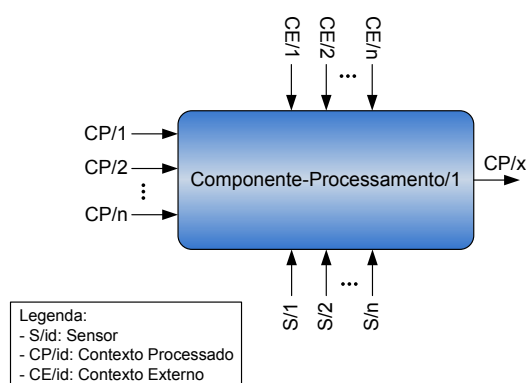 CE/1
CE/2
...
CE/n
CP/1
CP/2
...
CP/n
Componente-Processamento/1
CP/x
S/1
S/2
...
S/n
Legenda:
- S/id: Sensor
- CP/id: Contexto Processado
- CE/id: Contexto Externo